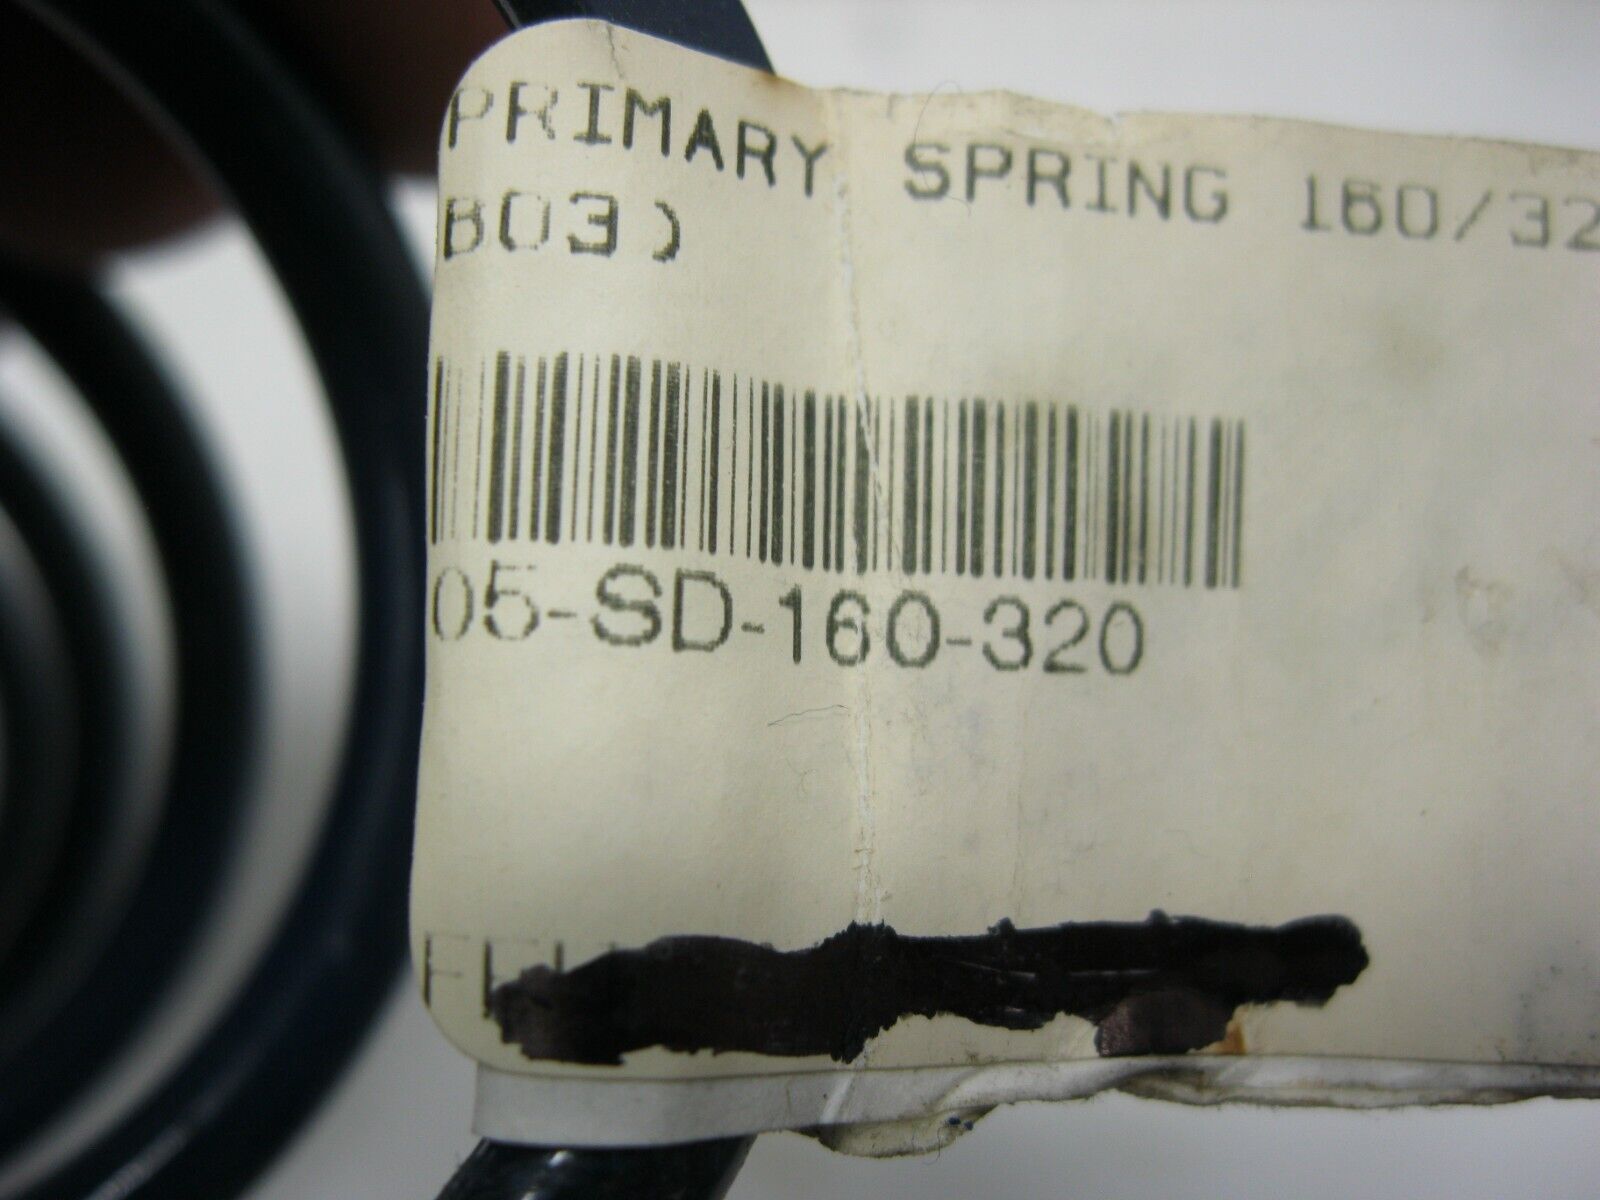 PRIMARY SPRING 160/32
B03)
05-SD-160-320